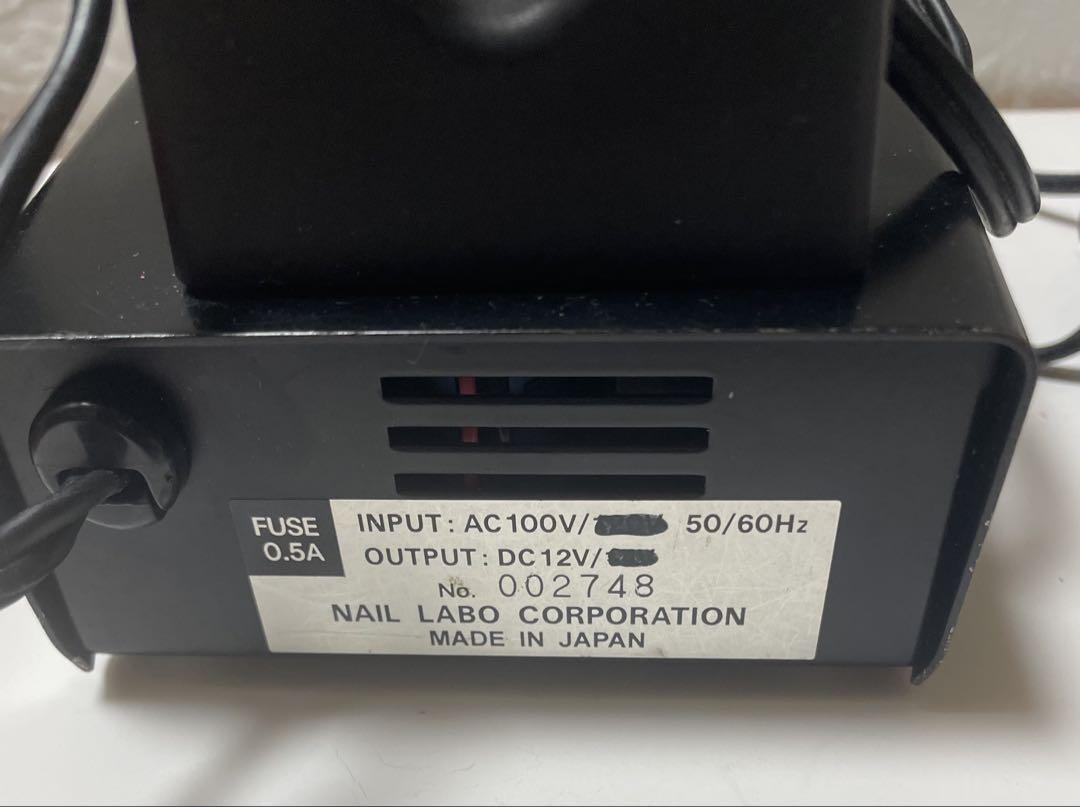 FUSE
0.5A
INPUT: AC100V/ 50/60Hz
OUTPUT: DC12V/
No. 002748
NAIL LABO CORPORATION
MADE IN JAPAN